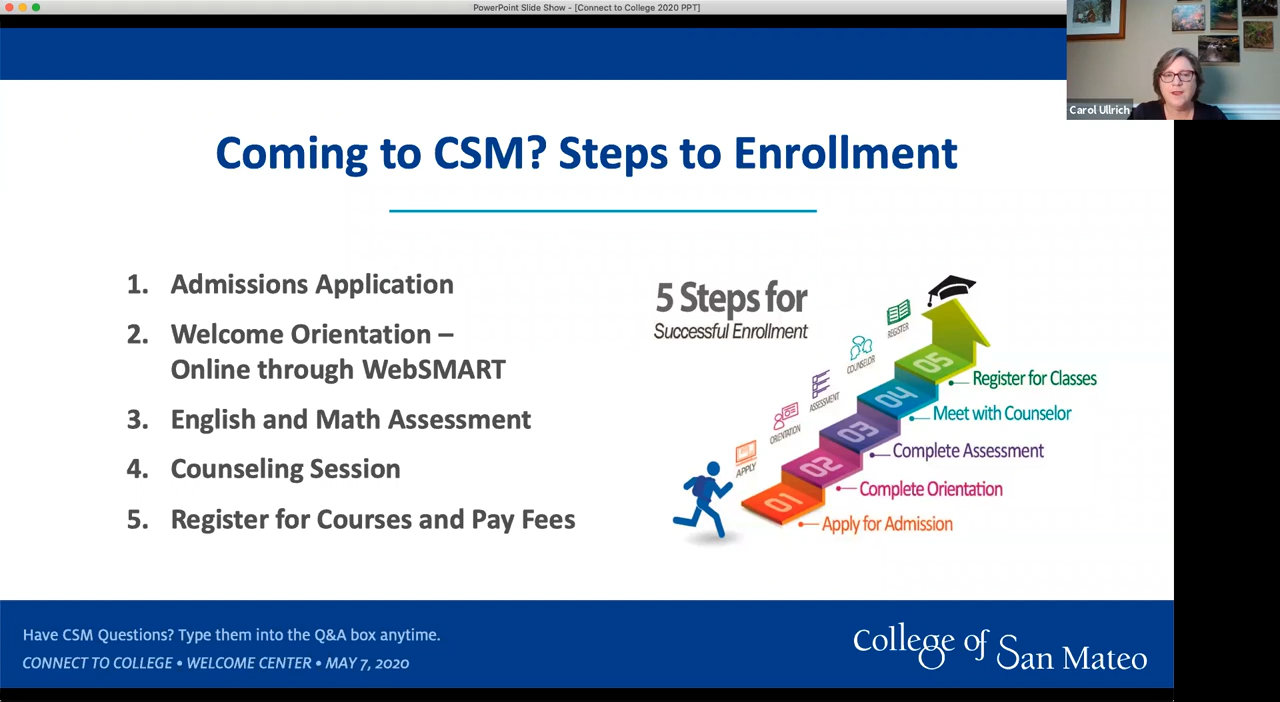 PowerPoint Slide Show - [Connect to College 2020 PPT]
Carol Ullrich
Coming to CSM? Steps to Enrollment
1. Admissions Application
2. Welcome Orientation –
Online through WebSMART
3. English and Math Assessment
4. Counseling Session
5. Register for Courses and Pay Fees
5 Steps for
Successful Enrollment
REGISTER
COUNSELOR
ASSESSMENT
ORIENTATION
APPLY
05
Register for Classes
04
Meet with Counselor
03
Complete Assessment
02
Complete Orientation
01
Apply for Admission
Have CSM Questions? Type them into the Q&A box anytime.
CONNECT TO COLLEGE • WELCOME CENTER • MAY 7, 2020
College of
San Mateo